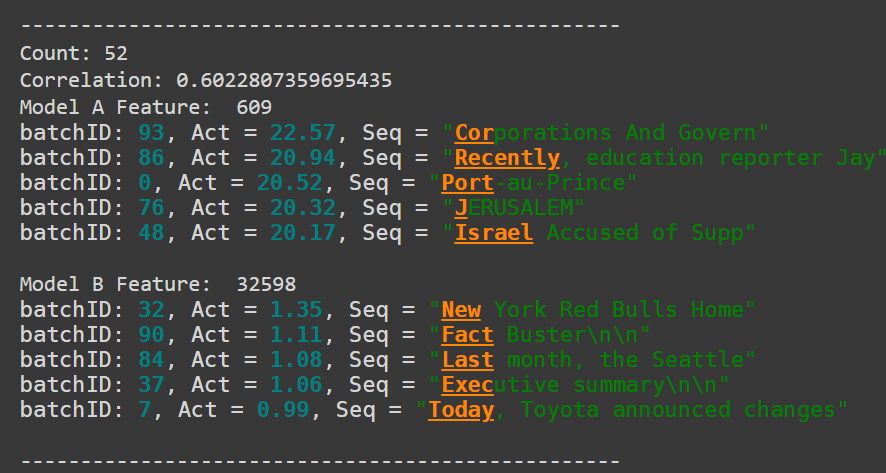 --------------------------------------------------
Count: 52
Correlation: 0.6022807359695435
Model A Feature:  609
batchID: 93, Act = 22.57, Seq = "Corporations And Govern"
batchID: 86, Act = 20.94, Seq = "Recently, education reporter Jay"
batchID: 0, Act = 20.52, Seq = "Port-au-Prince"
batchID: 76, Act = 20.32, Seq = "JERUSALEM"
batchID: 48, Act = 20.17, Seq = "Israel Accused of Supp"
Model B Feature:  32598
batchID: 32, Act = 1.35, Seq = "New York Red Bulls Home"
batchID: 90, Act = 1.11, Seq = "Fact Buster\n\n"
batchID: 84, Act = 1.08, Seq = "Last month, the Seattle"
batchID: 37, Act = 1.06, Seq = "Executive summary\n\n"
batchID: 7, Act = 0.99, Seq = "Today, Toyota announced changes"
--------------------------------------------------